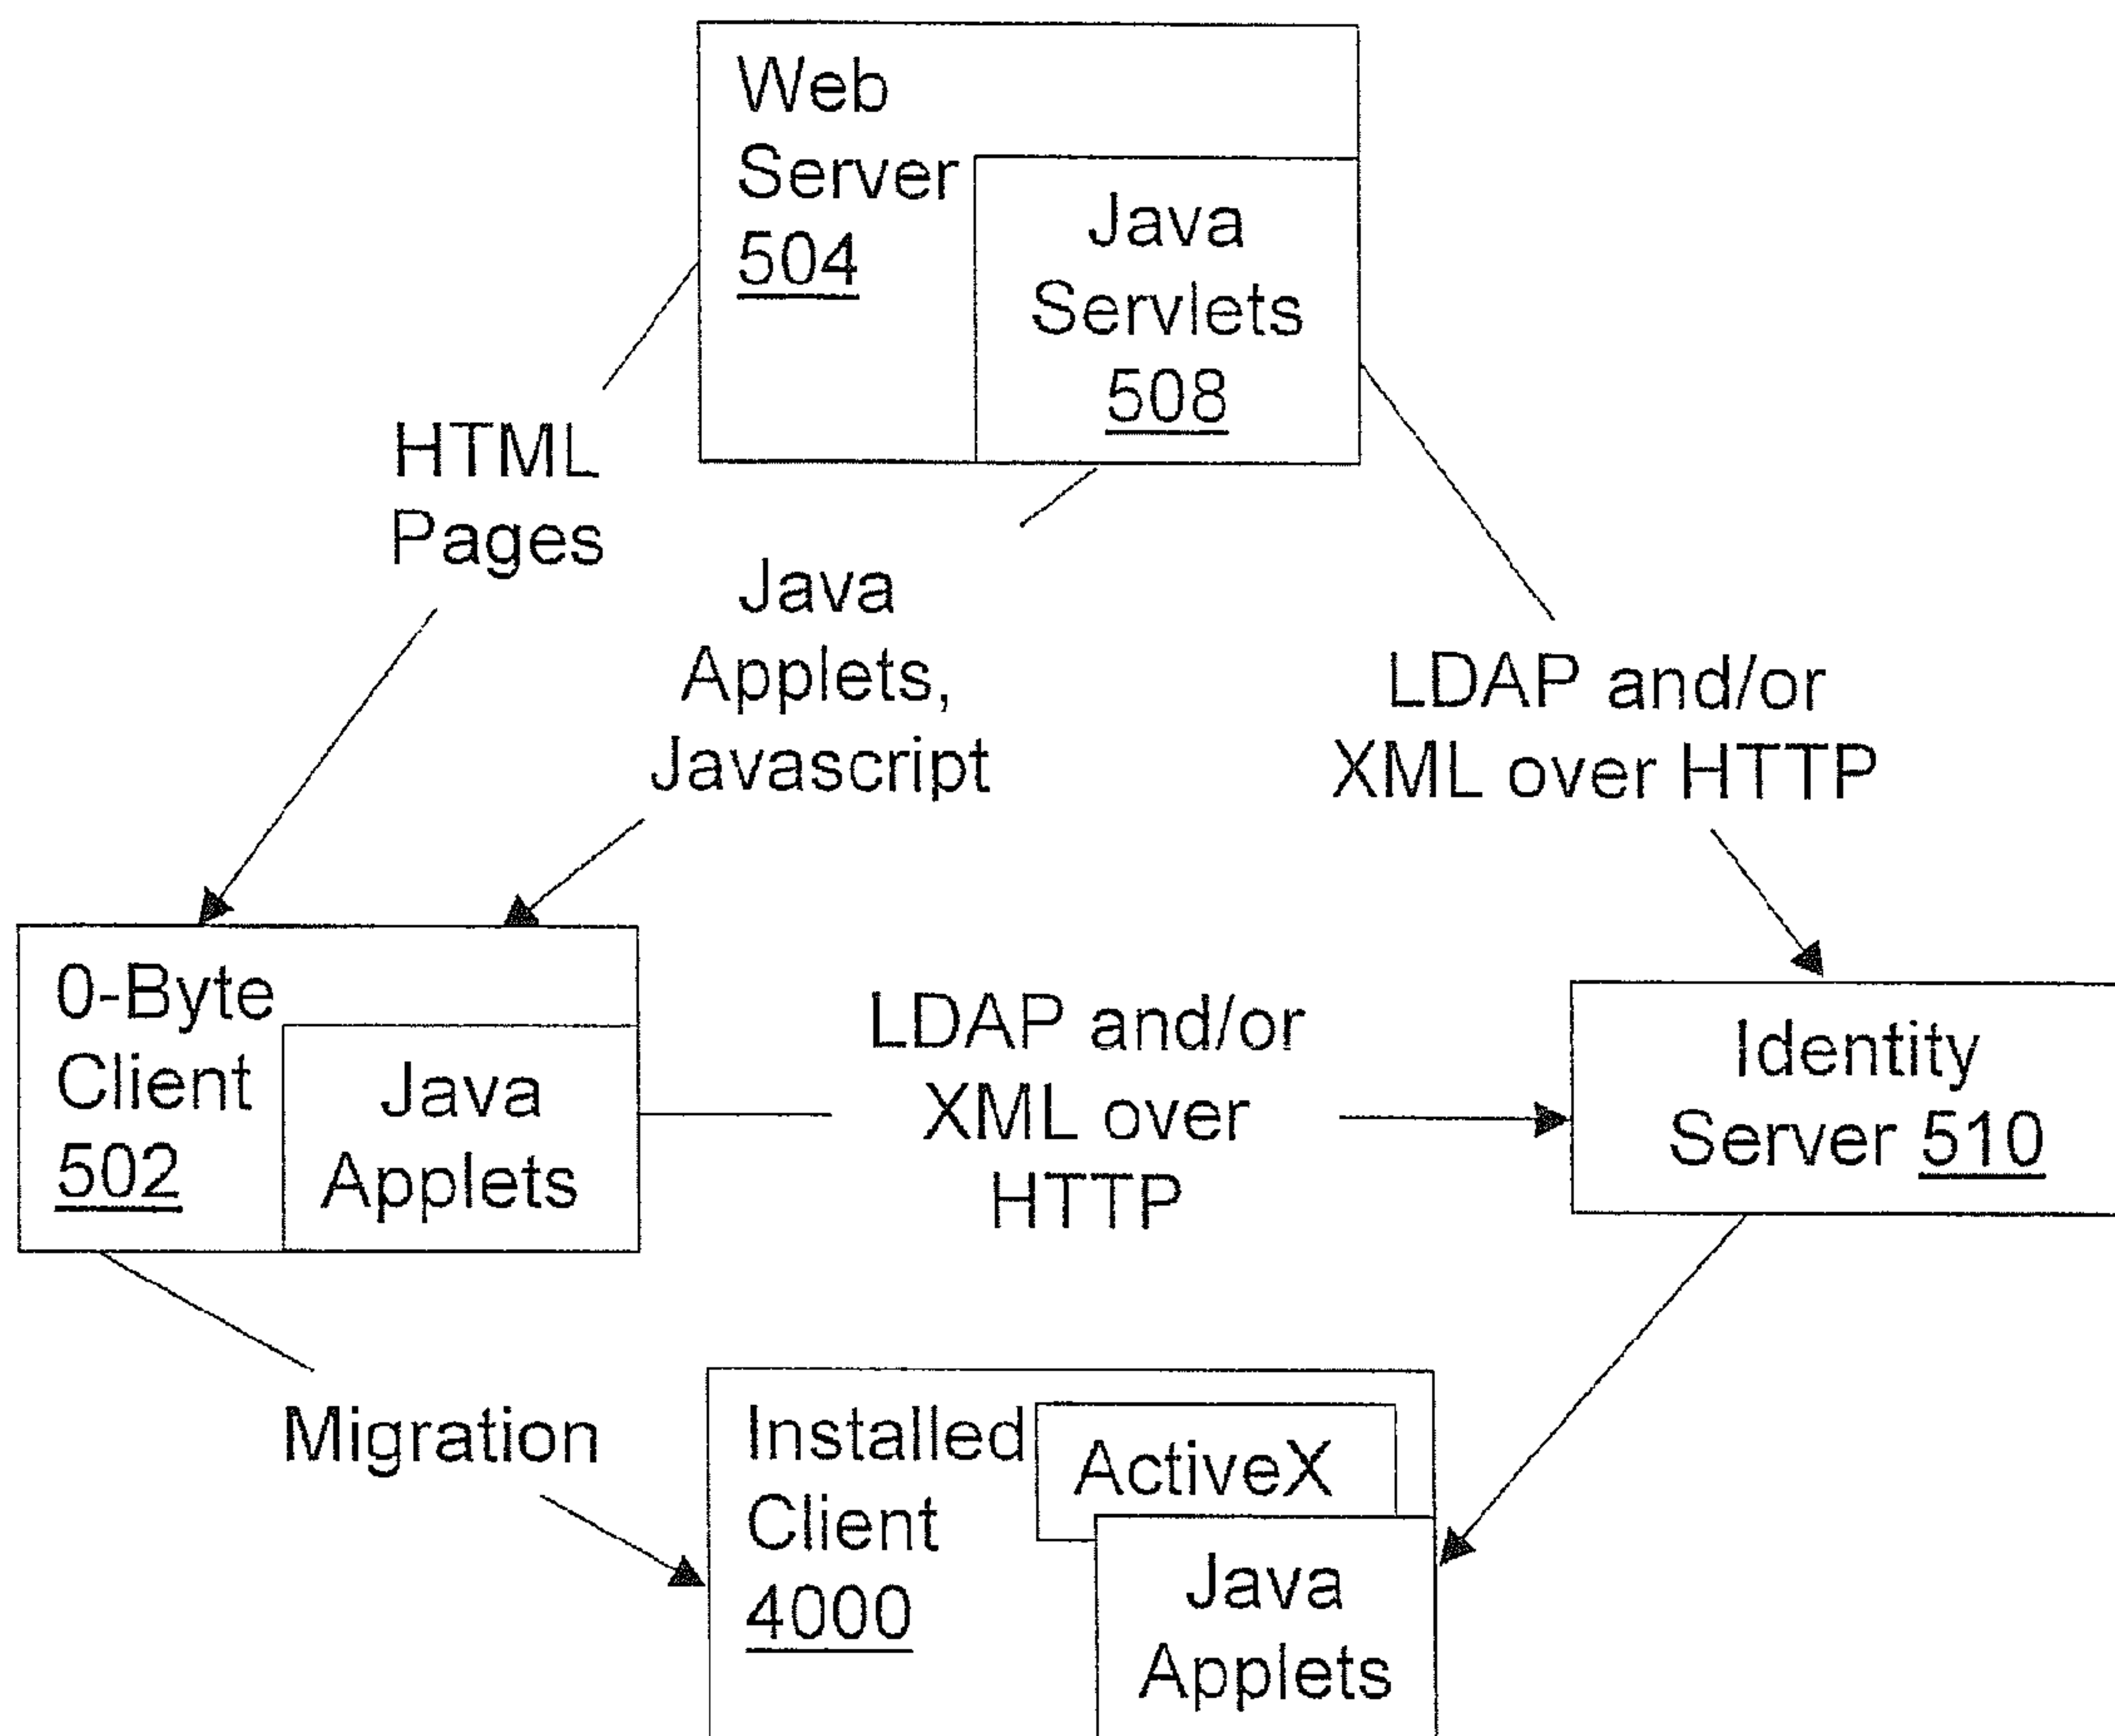 Web
Server
504
Java
Servlets
508
HTML
Pages
Java
Applets,
Javascript
LDAP and/or
XML over HTTP
0-Byte
Client
502
Java
Applets
LDAP and/or
XML over
HTTP
Identity
Server 510
Migration
Installed
Client
4000
ActiveX
Java
Applets